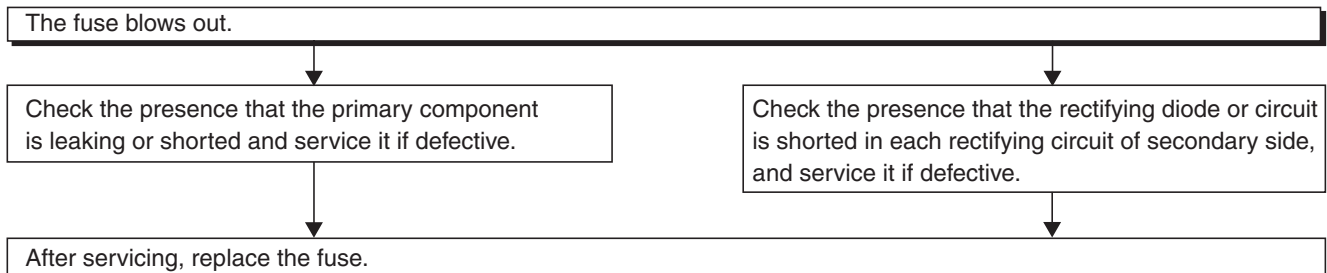 The fuse blows out.
Check the presence that the primary component
is leaking or shorted and service it if defective.
Check the presence that the rectifying diode or circuit
is shorted in each rectifying circuit of secondary side,
and service it if defective.
After servicing, replace the fuse.